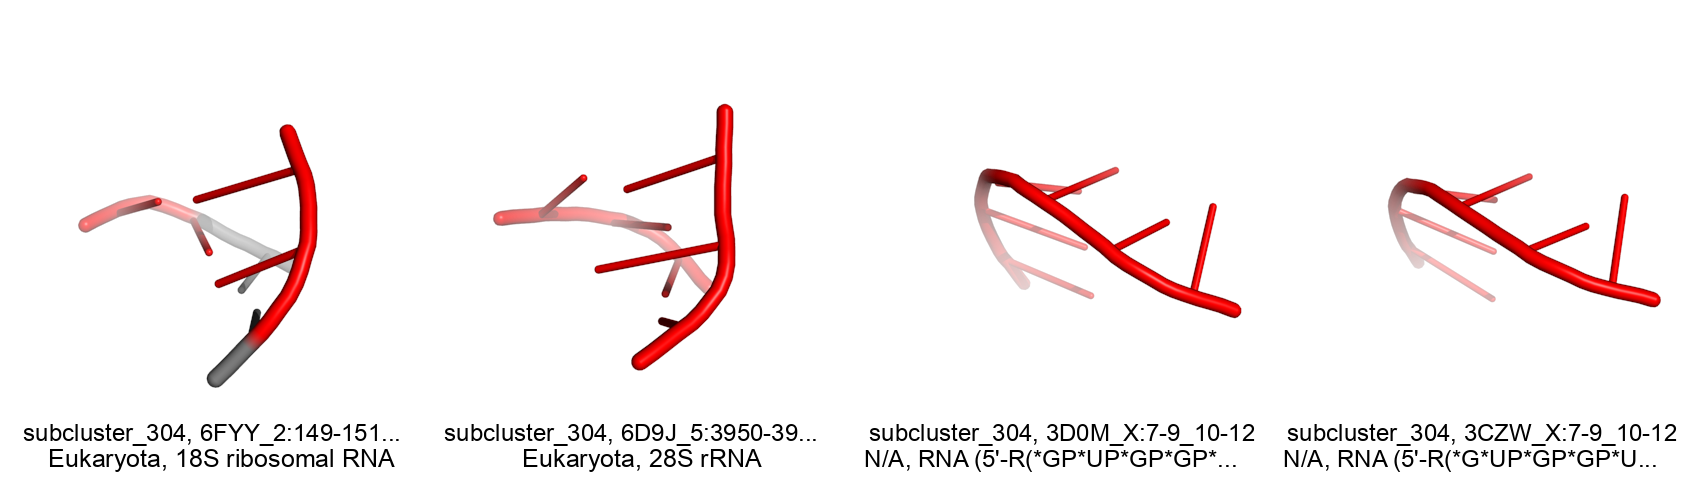 subcluster_304, 6FYY_2:149-151...
Eukaryota, 18S ribosomal RNA
subcluster_304, 6D9J_5:3950-39...
Eukaryota, 28S rRNA
subcluster_304, 3D0M_X:7-9_10-12
N/A, RNA (5'-R(*GP*UP*GP*GP*...
subcluster_304, 3CZW_X:7-9_10-12
N/A, RNA (5'-R(*G*UP*GP*GP*U...